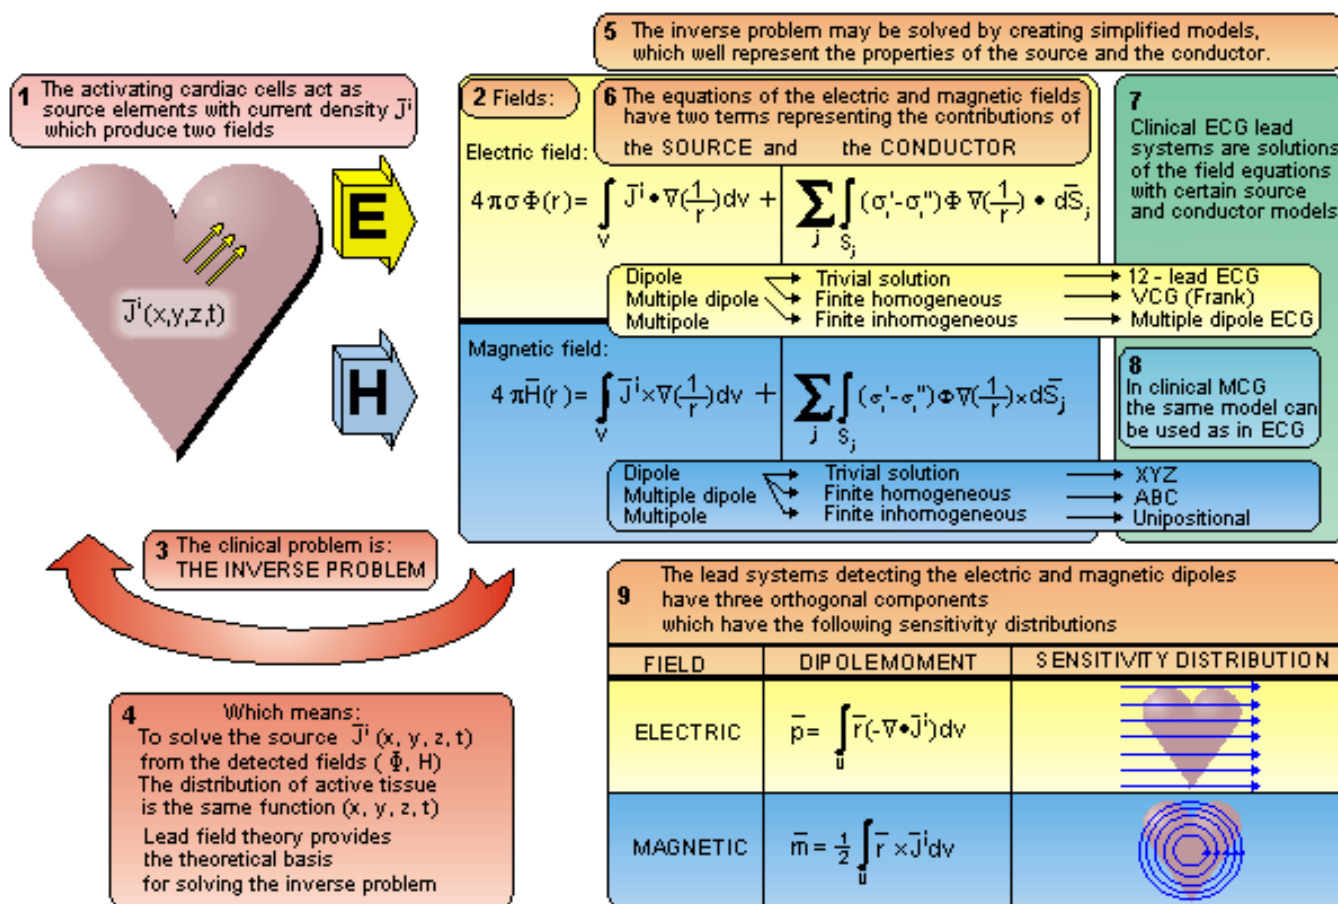 1 The activating cardiac cells act as
source elements with current density J̄ⁱ
which produce two fields
J̄ⁱ(x,y,z,t)
E
H
5 The inverse problem may be solved by creating simplified models,
which well represent the properties of the source and the conductor.
2 Fields:
6 The equations of the electric and magnetic fields
have two terms representing the contributions of
the SOURCE and the CONDUCTOR
Electric field:
4πσΦ(r) = ∫ᵥ J̄ⁱ • ∇(1/r)dv + ∑ⱼ ∫Sⱼ (σᵢ'-σᵢ'')Φ ∇(1/r) • dS̄ⱼ
Dipole Trivial solution 12 - lead ECG
Multiple dipole Finite homogeneous VCG (Frank)
Multipole Finite inhomogeneous Multiple dipole ECG
Magnetic field:
4πH̄(r) = ∫ᵥ J̄ⁱ×∇(1/r)dv + ∑ⱼ ∫Sⱼ (σᵢ'-σᵢ'')Φ∇(1/r)×dS̄ⱼ
Dipole Trivial solution XYZ
Multiple dipole Finite homogeneous ABC
Multipole Finite inhomogeneous Unipositional
7
Clinical ECG lead
systems are solutions
of the field equations
with certain source
and conductor models
8
In clinical MCG
the same model can
be used as in ECG
3 The clinical problem is:
THE INVERSE PROBLEM
4 Which means:
To solve the source J̄ⁱ (x, y, z, t)
from the detected fields ( Φ, H)
The distribution of active tissue
is the same function (x, y, z, t)
Lead field theory provides
the theoretical basis
for solving the inverse problem
9 The lead systems detecting the electric and magnetic dipoles
have three orthogonal components
which have the following sensitivity distributions
FIELD DIPOLEMOMENT SENSITIVITY DISTRIBUTION
ELECTRIC p̄ = ∫ᵤ r̄(-∇•J̄ⁱ)dv
MAGNETIC m̄ = 1/2 ∫ᵤ r̄ × J̄ⁱdv